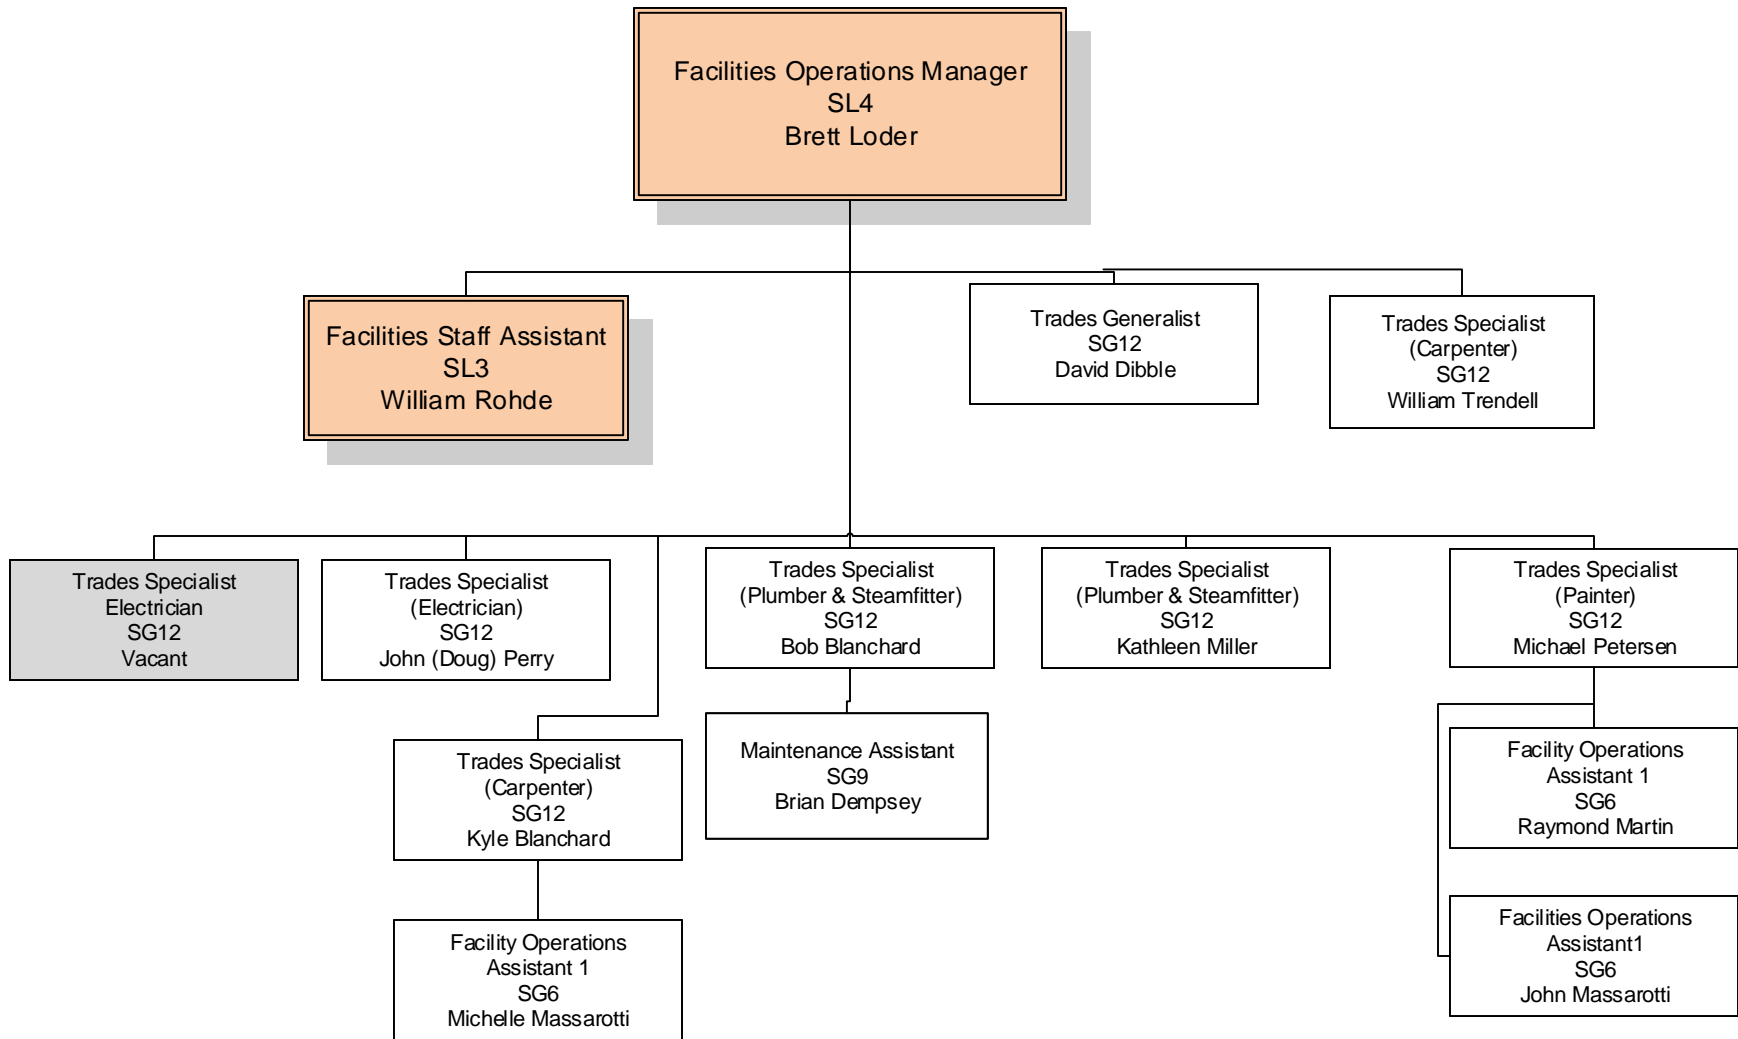 Facilities Operations Manager
SL4
Brett Loder
Facilities Staff Assistant
SL3
William Rohde
Trades Generalist
SG12
David Dibble
Trades Specialist
(Carpenter)
SG12
William Trendell
Trades Specialist
Electrician
SG12
Vacant
Trades Specialist
(Electrician)
SG12
John (Doug) Perry
Trades Specialist
(Plumber & Steamfitter)
SG12
Bob Blanchard
Trades Specialist
(Plumber & Steamfitter)
SG12
Kathleen Miller
Trades Specialist
(Painter)
SG12
Michael Petersen
Trades Specialist
(Carpenter)
SG12
Kyle Blanchard
Maintenance Assistant
SG9
Brian Dempsey
Facility Operations
Assistant 1
SG6
Raymond Martin
Facility Operations
Assistant 1
SG6
Michelle Massarotti
Facilities Operations
Assistant1
SG6
John Massarotti